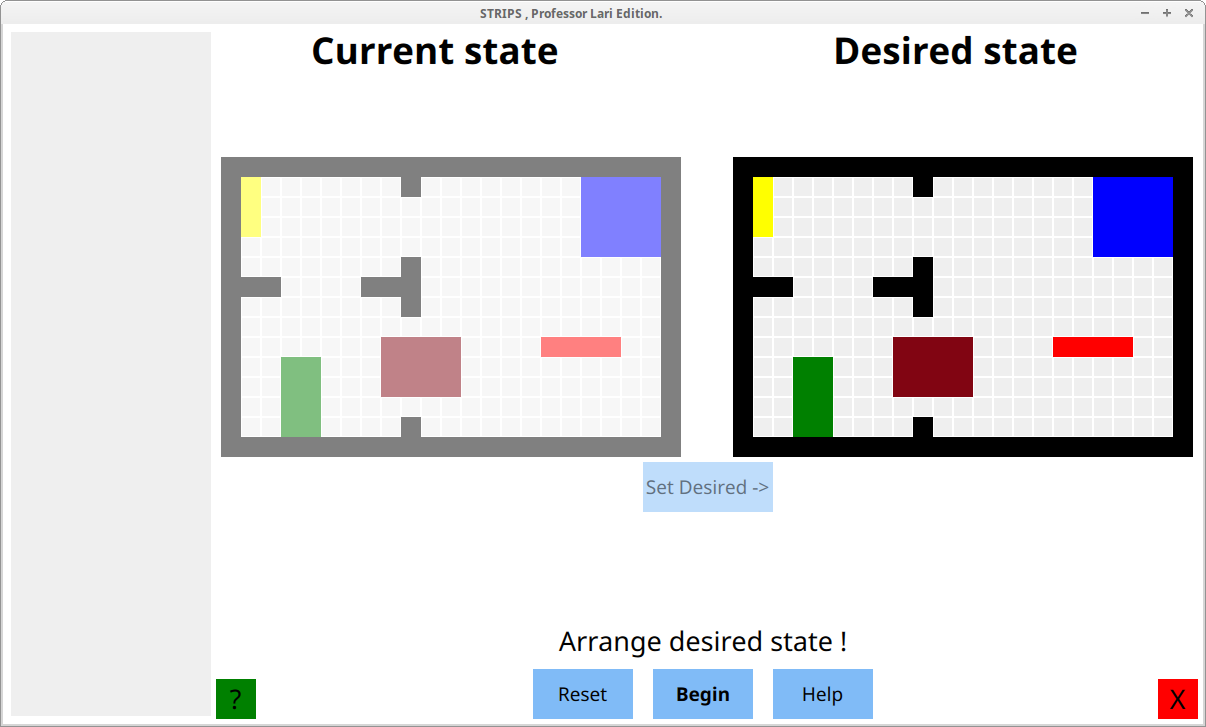 STRIPS , Professor Lari Edition.
Current state
Desired state
Set Desired ->
Arrange desired state !
?
Reset
Begin
Help
X